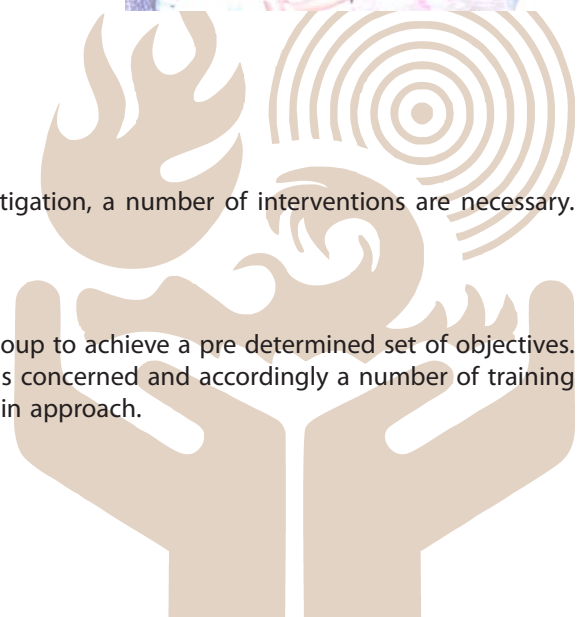 tigation, a number of interventions are necessary.
oup to achieve a pre determined set of objectives.
s concerned and accordingly a number of training
in approach.